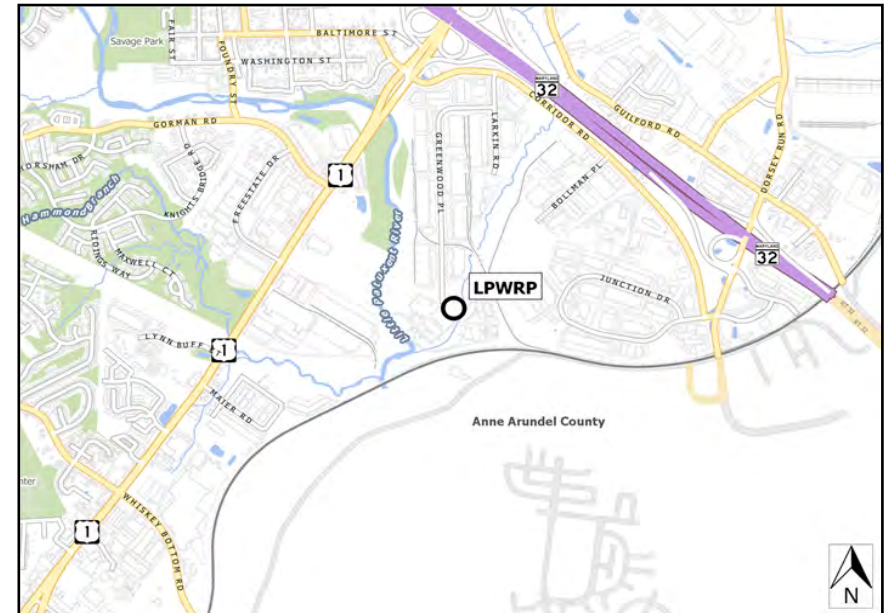 Savage Park
FAIR ST
BALTIMORE ST
FOUNDRY ST
WASHINGTON ST
MARYLAND
32
GUILFORD RD
CORRIDOR RD
LARKIN RD
GREENWOOD PL
DORSEY RUN RD
GORMAN RD
1
FREESTATE DR
BOLLMAN PL
KNIGHTS BRIDGE RD
Hammond Branch
RIDINGS WAY
MAXWELL CT
Little Patuxent River
MARYLAND
32
LPWRP
JUNCTION DR
LYNN BUFF CT
1
MAIER RD
Anne Arundel County
WHISKEY BOTTOM RD
1
N